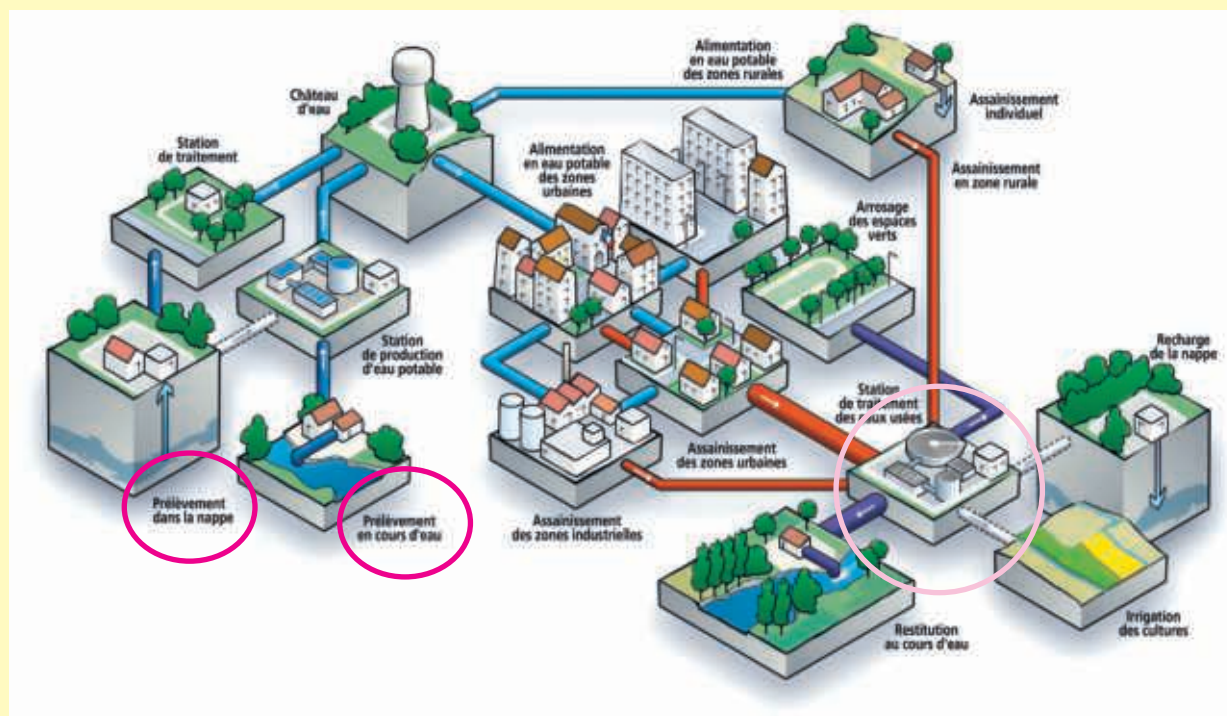 Alimentation
en eau potable
des zones rurales
Château
d'eau
Assainissement
individuel
Station
de traitement
Alimentation
en eau potable
des zones
urbaines
Assainissement
en zone rurale
Arrosage
des espaces
verts
Station
de production
d'eau potable
Recharge
de la nappe
Station
de traitement
des eaux usées
Assainissement
des zones urbaines
Prélèvement
dans la nappe
Prélèvement
en cours d'eau
Assainissement
des zones industrielles
Restitution
au cours d'eau
Irrigation
des cultures